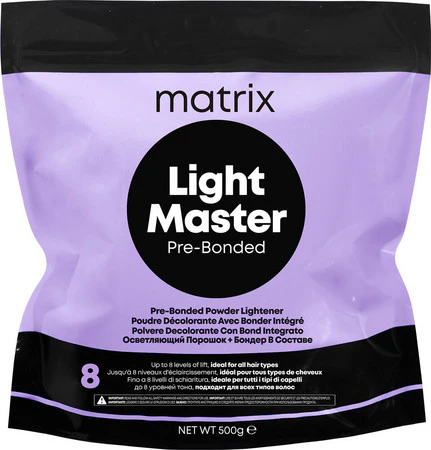 matrix
Light
Master
Pre-Bonded
Pre-Bonded Powder Lightener
Poudre Décolorante Avec Bonder Intégré
Polvere Decolorante Con Bond Integrato
Осветляющий Порошок + Бондер В Составе
8
Up to 8 levels of lift, ideal for all hair types
Jusqu'à 8 niveaux d'éclaircissement, idéal pour tous types de cheveux
Fino a 8 livelli di schiaritura, ideale per tutti i tipi di capelli
до 8 уровней тона, подходит для всех типов волос
NET WT 500g ℮